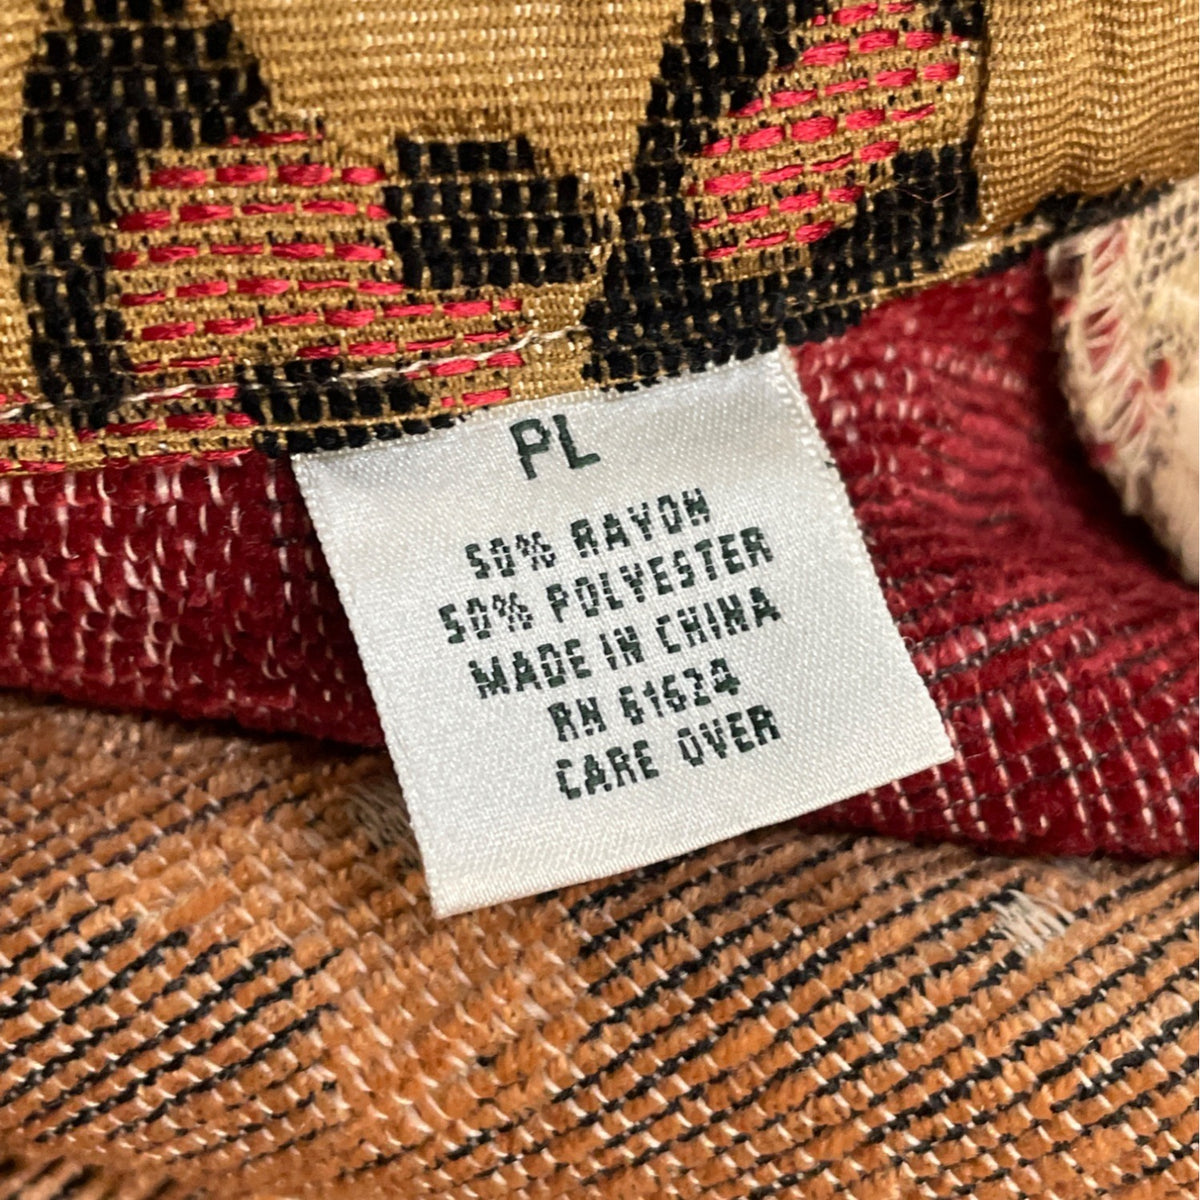 PL
50% RAYON
50% POLYESTER
MADE IN CHINA
RN 61624
CARE OVER